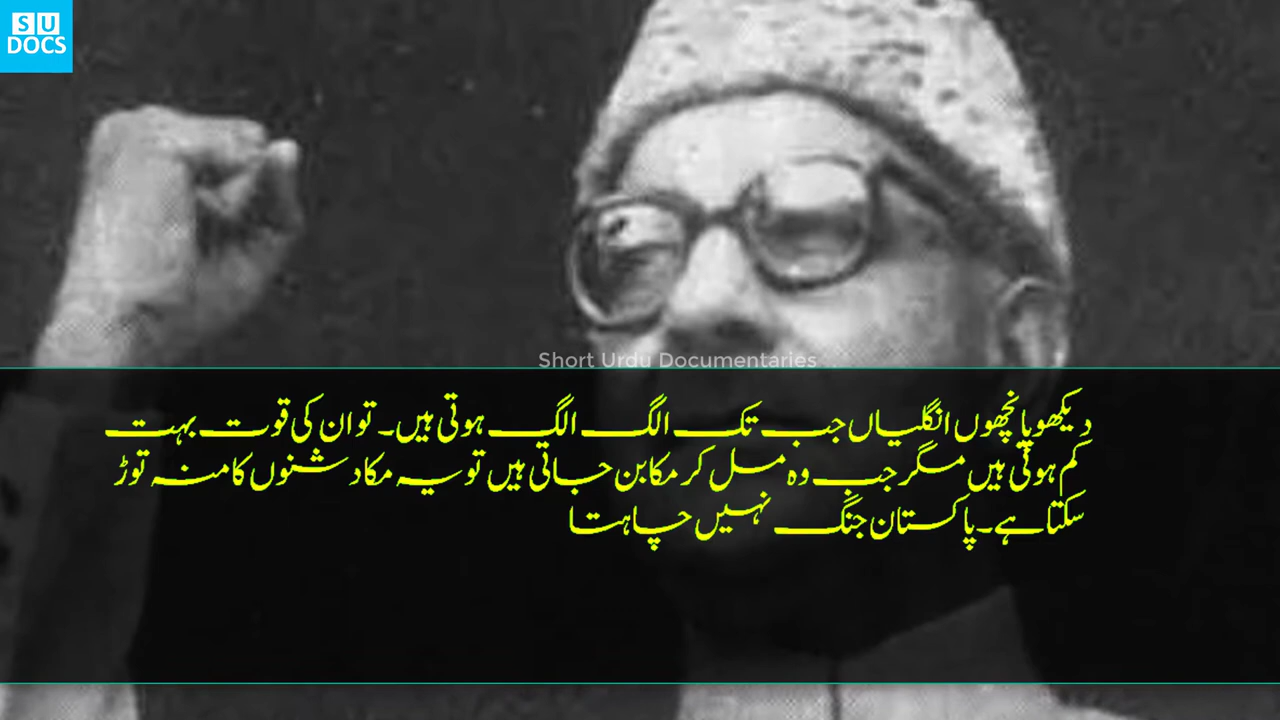 SU
DOCS
Short Urdu Documentaries
دیکھو پانچھوں انگلیاں جب تک الگ الگ ہوتی ہیں۔ تو ان کی قوت بہت
کم ہوتی ہیں مگر جب وہ مل کر مکا بن جاتی ہیں تو یہ مکا دشنوں کا منہ توڑ
سکتا ہے۔ پاکستان جنگ نہیں چاہتا